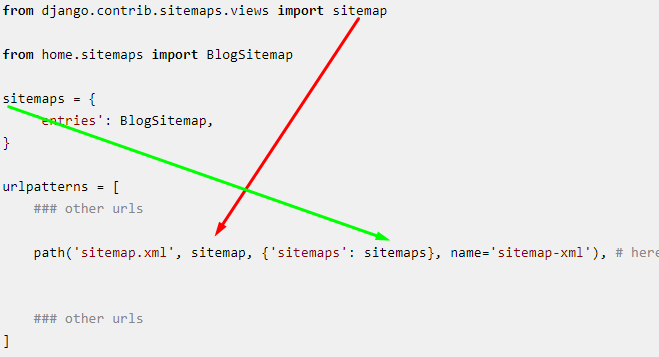 from django.contrib.sitemaps.views import sitemap
from home.sitemaps import BlogSitemap
sitemaps = {
entries': BlogSitemap,
}
urlpatterns = [
### other urls
path('sitemap.xml', sitemap, {'sitemaps': sitemaps}, name='sitemap-xml'), # here
### other urls
]